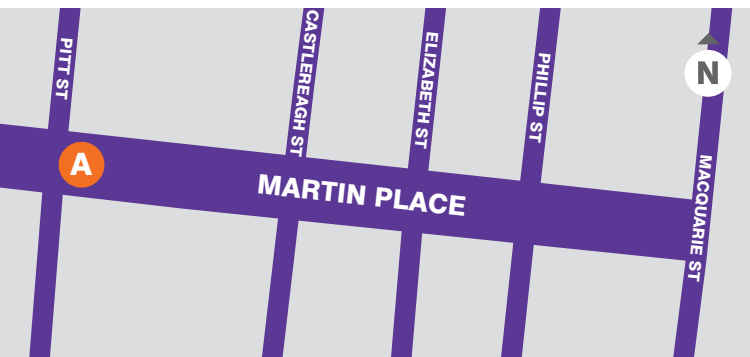 PITT ST
CASTLEREAGH ST
ELIZABETH ST
PHILLIP ST
N
MACQUARIE ST
A
MARTIN PLACE